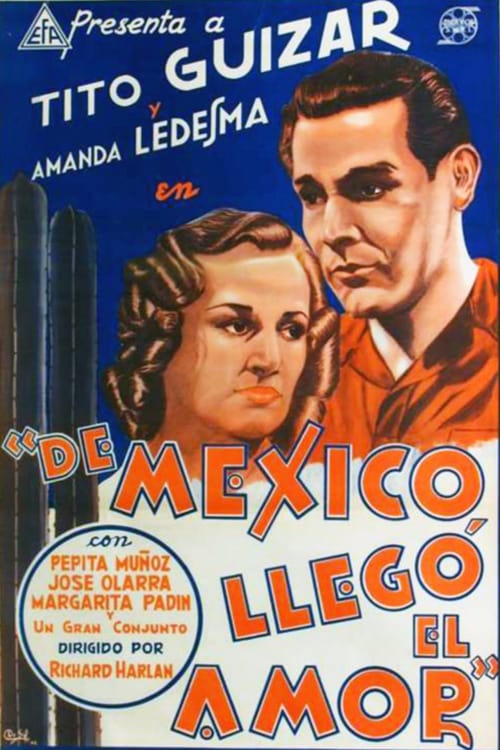 EFA
Presenta a
TITO GUIZAR
y
AMANDA LEDESMA
en
"DE MEXICO
LLEGÓ
EL
AMOR"
con
PEPITA MUÑOZ
JOSE OLARRA
MARGARITA PADIN
y
UN GRAN CONJUNTO
DIRIGIDO POR
RICHARD HARLAN